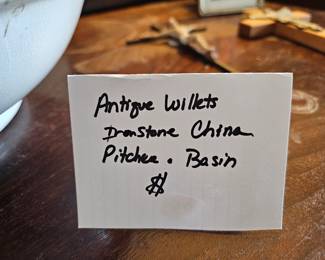 Antique Willets
Ironstone China
Pitcher . Basin
$